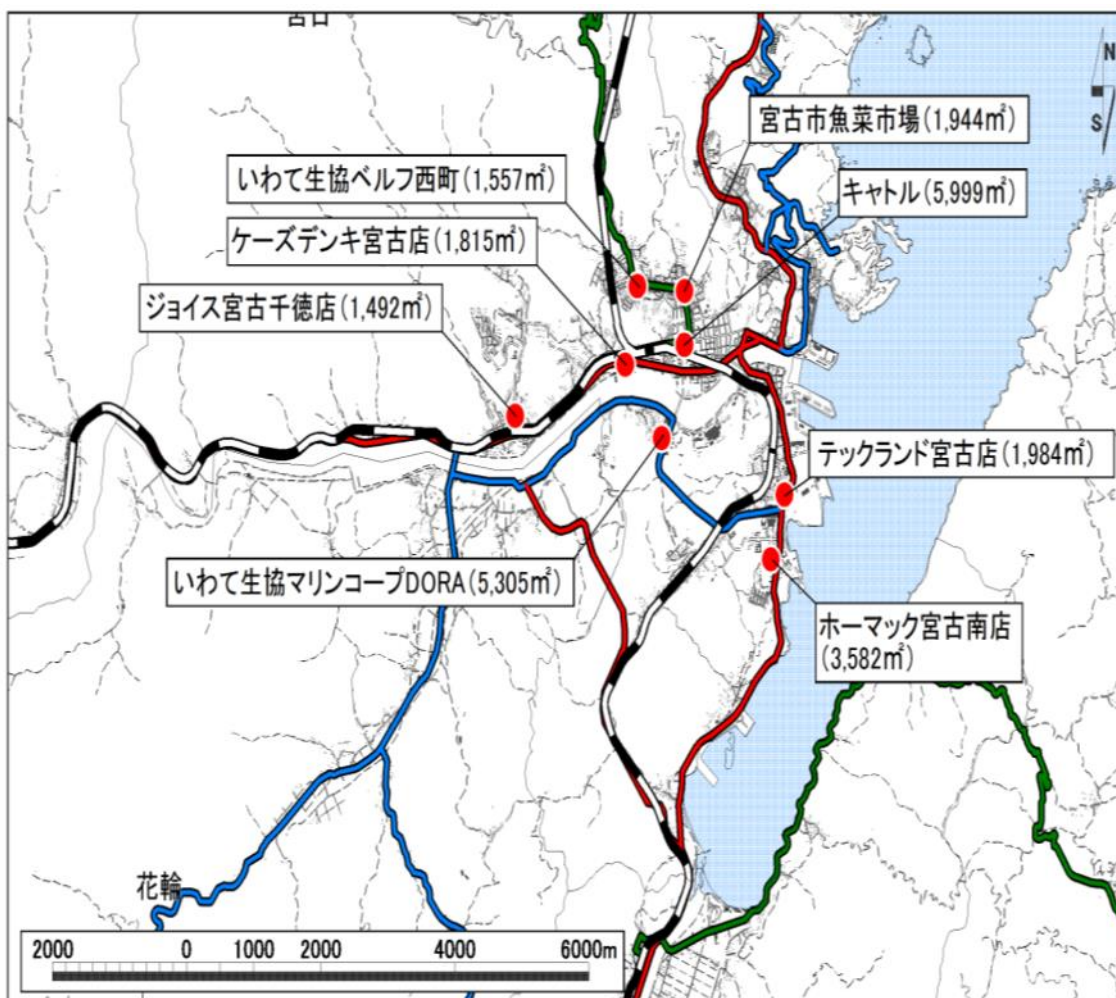 宮古市魚菜市場(1,944㎡)
いわて生協ベルフ西町(1,557㎡)
キャトル(5,999㎡)
ケーズデンキ宮古店(1,815㎡)
ジョイス宮古千徳店(1,492㎡)
テックランド宮古店(1,984㎡)
いわて生協マリンコープDORA(5,305㎡)
ホーマック宮古南店
(3,582㎡)
花輪
N
S
2000 0 1000 2000 4000 6000m